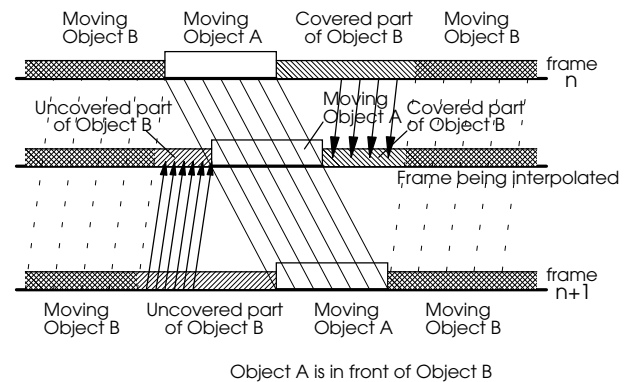 Moving
Object B
Moving
Object A
Covered part
of Object B
Moving
Object B
frame
n
Uncovered part
of Object B
Moving
Object A
Covered part
of Object B
Frame being interpolated
frame
n+1
Moving
Object B
Uncovered part
of Object B
Moving
Object A
Moving
Object B
Object A is in front of Object B